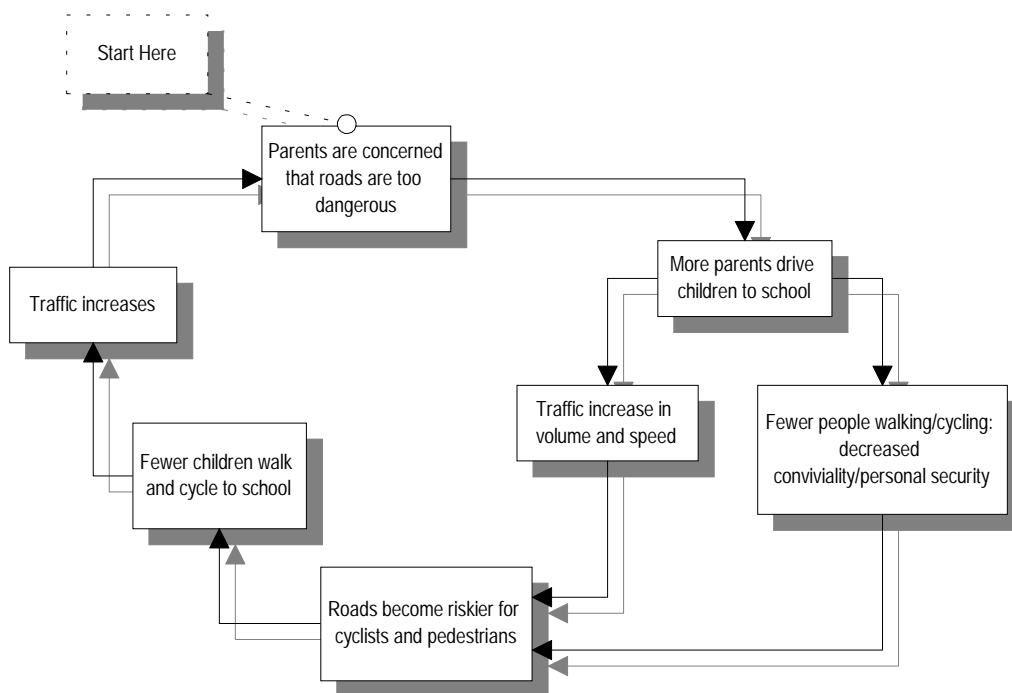 Start Here
Parents are concerned
that roads are too
dangerous
More parents drive
children to school
Traffic increases
Traffic increase in
volume and speed
Fewer people walking/cycling:
decreased
conviviality/personal security
Fewer children walk
and cycle to school
Roads become riskier for
cyclists and pedestrians